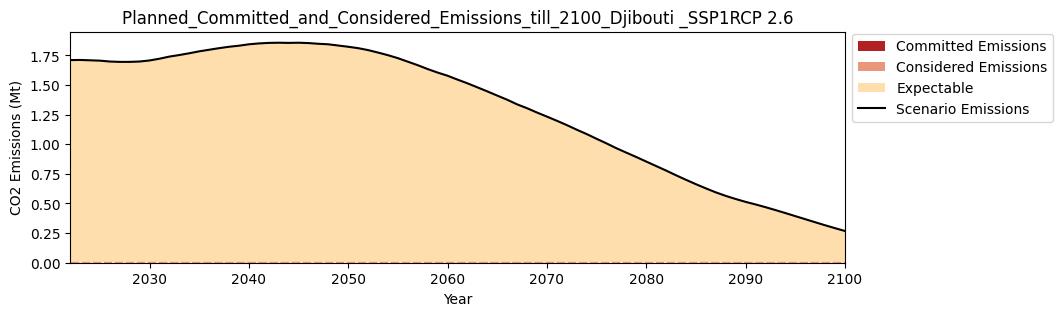 Planned_Committed_and_Considered_Emissions_till_2100_Djibouti _SSP1RCP 2.6
CO2 Emissions (Mt)
1.75
1.50
1.25
1.00
0.75
0.50
0.25
0.00
2030 2040 2050 2060 2070 2080 2090 2100
Year
Committed Emissions
Considered Emissions
Expectable
Scenario Emissions